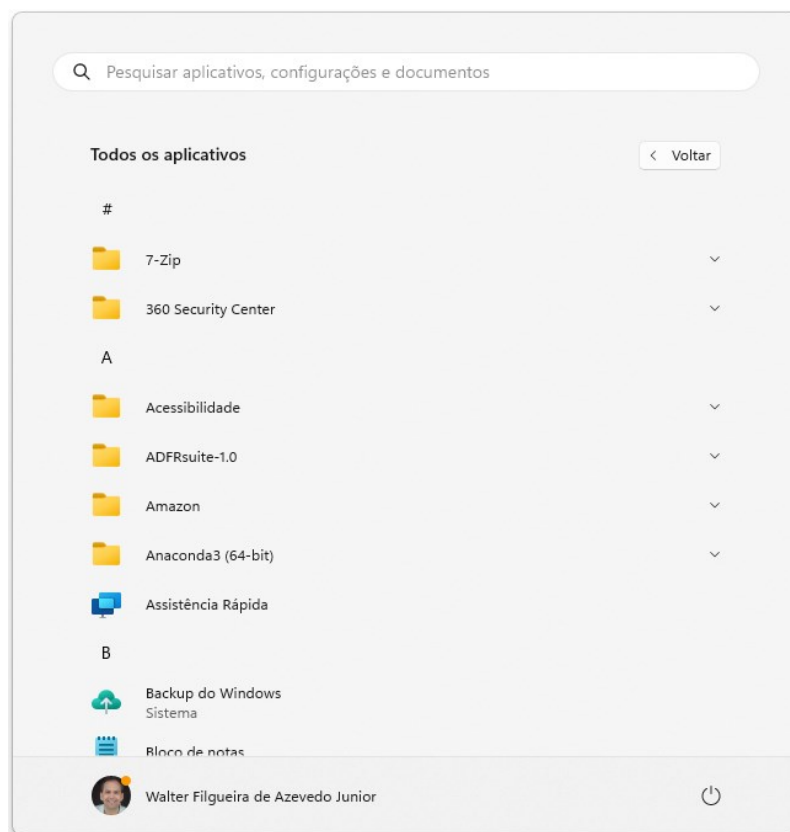 Pesquisar aplicativos, configurações e documentos
Todos os aplicativos
Voltar
#
7-Zip
360 Security Center
A
Acessibilidade
ADFRsuite-1.0
Amazon
Anaconda3 (64-bit)
Assistência Rápida
B
Backup do Windows
Sistema
Bloco de notas
Walter Filgueira de Azevedo Junior